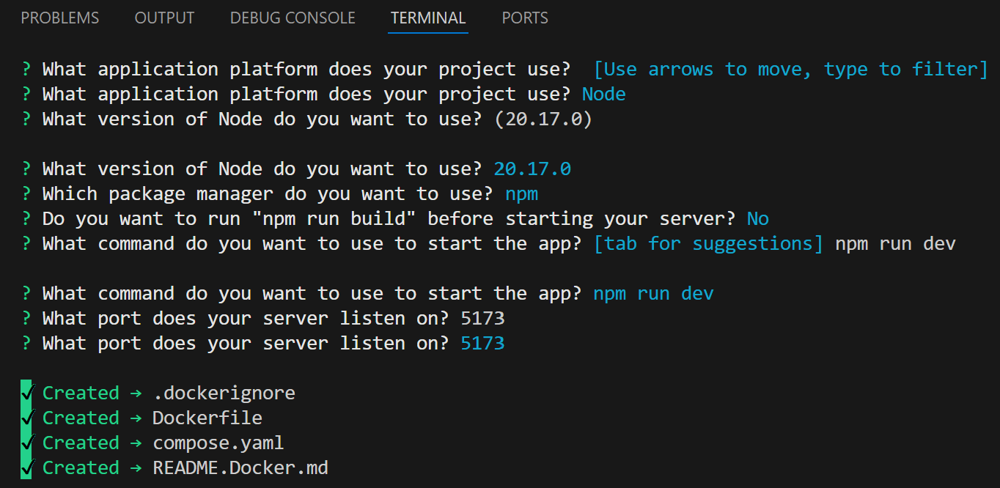 PROBLEMS OUTPUT DEBUG CONSOLE TERMINAL PORTS
? What application platform does your project use?  [Use arrows to move, type to filter]
? What application platform does your project use? Node
? What version of Node do you want to use? (20.17.0)
? What version of Node do you want to use? 20.17.0
? Which package manager do you want to use? npm
? Do you want to run "npm run build" before starting your server? No
? What command do you want to use to start the app? [tab for suggestions] npm run dev
? What command do you want to use to start the app? npm run dev
? What port does your server listen on? 5173
? What port does your server listen on? 5173
✓ Created → .dockerignore
✓ Created → Dockerfile
✓ Created → compose.yaml
✓ Created → README.Docker.md